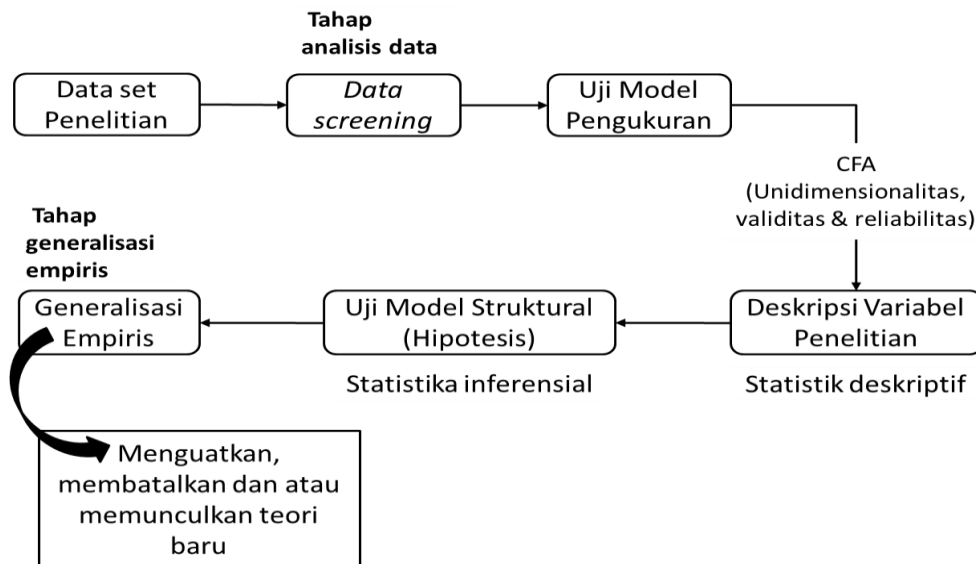 Tahap
analisis data
Data set
Penelitian
Data
screening
Uji Model
Pengukuran
CFA
(Unidimensionalitas,
validitas & reliabilitas)
Tahap
generalisasi
empiris
Generalisasi
Empiris
Uji Model Struktural
(Hipotesis)
Deskripsi Variabel
Penelitian
Statistika inferensial
Statistik deskriptif
Menguatkan,
membatalkan dan atau
memunculkan teori
baru